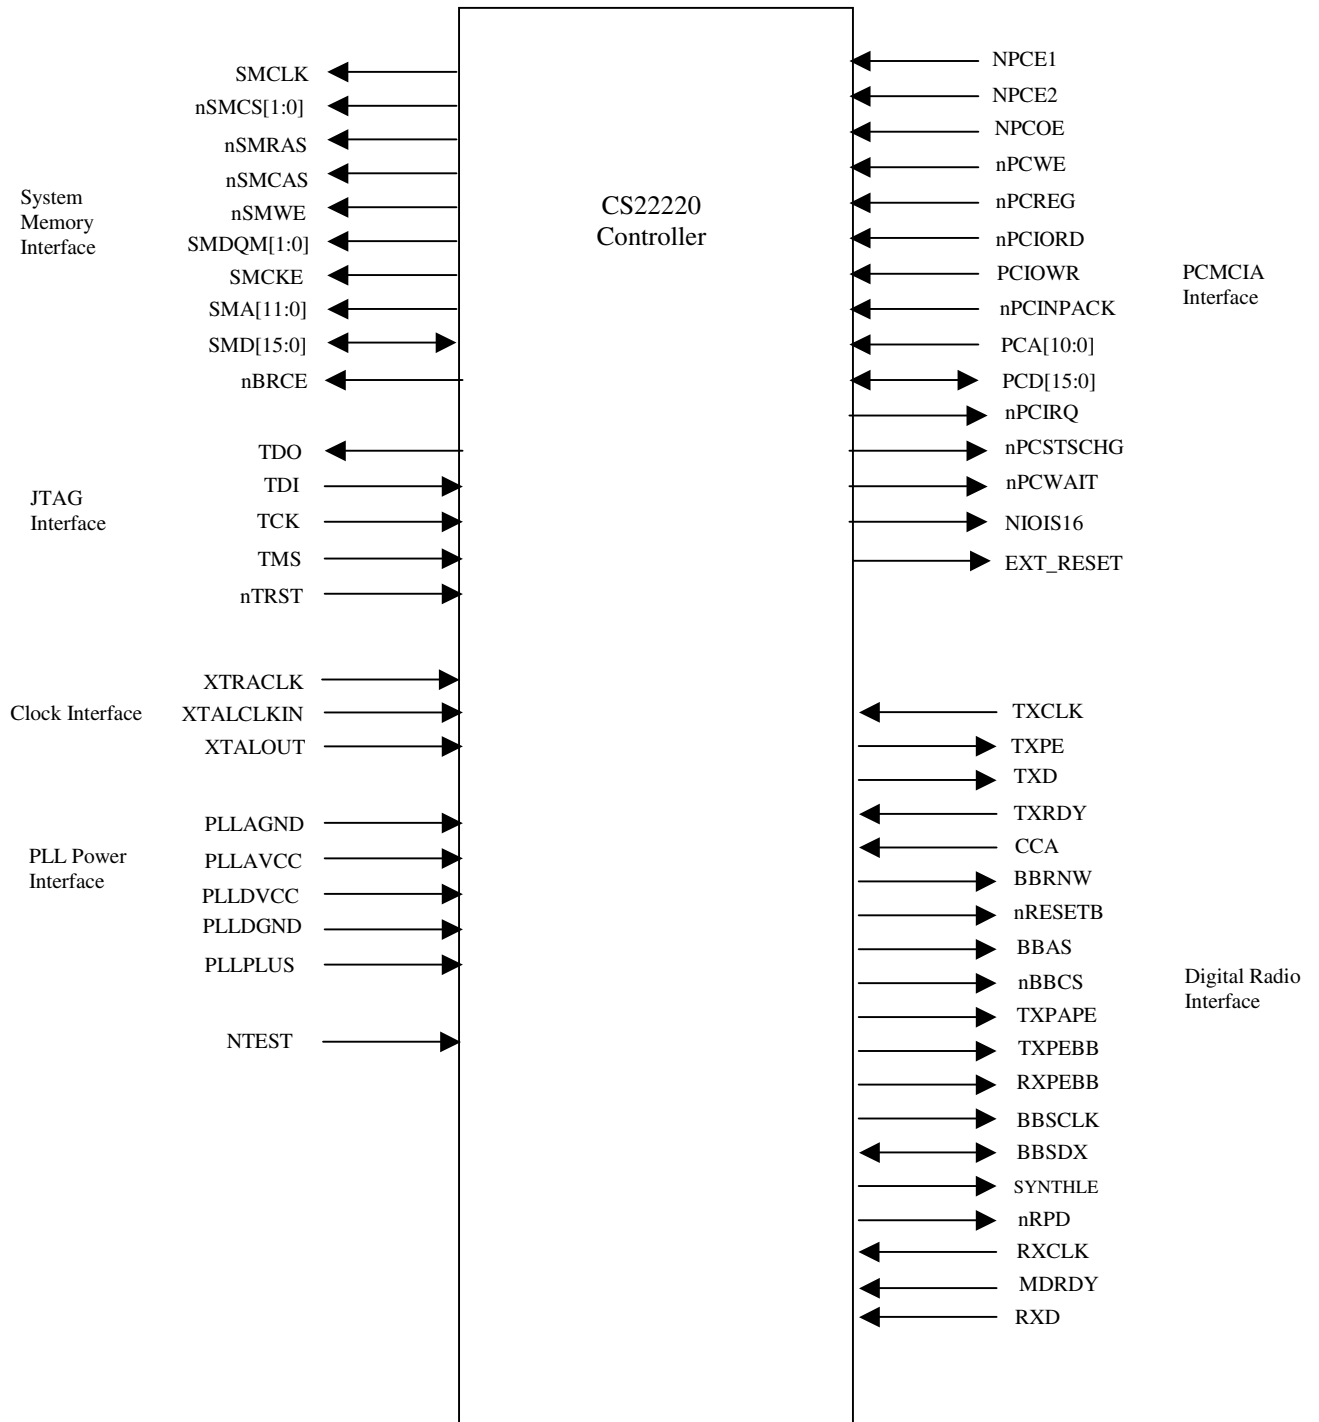 CS22220
Controller
System
Memory
Interface
SMCLK
nSMCS[1:0]
nSMRAS
nSMCAS
nSMWE
SMDQM[1:0]
SMCKE
SMA[11:0]
SMD[15:0]
nBRCE
JTAG
Interface
TDO
TDI
TCK
TMS
nTRST
Clock Interface
XTRACLK
XTALCLKIN
XTALOUT
PLL Power
Interface
PLLAGND
PLLAVCC
PLLDVCC
PLLDGND
PLLPLUS
NTEST
NPCE1
NPCE2
NPCOE
nPCWE
nPCREG
nPCIORD
PCIOWR
nPCINPACK
PCA[10:0]
PCD[15:0]
nPCIRQ
nPCSTSCHG
nPCWAIT
NIOIS16
EXT_RESET
PCMCIA
Interface
TXCLK
TXPE
TXD
TXRDY
CCA
BBRNW
nRESETB
BBAS
nBBCS
TXPAPE
TXPEBB
RXPEBB
BBSCLK
BBSDX
SYNTHLE
nRPD
RXCLK
MDRDY
RXD
Digital Radio
Interface